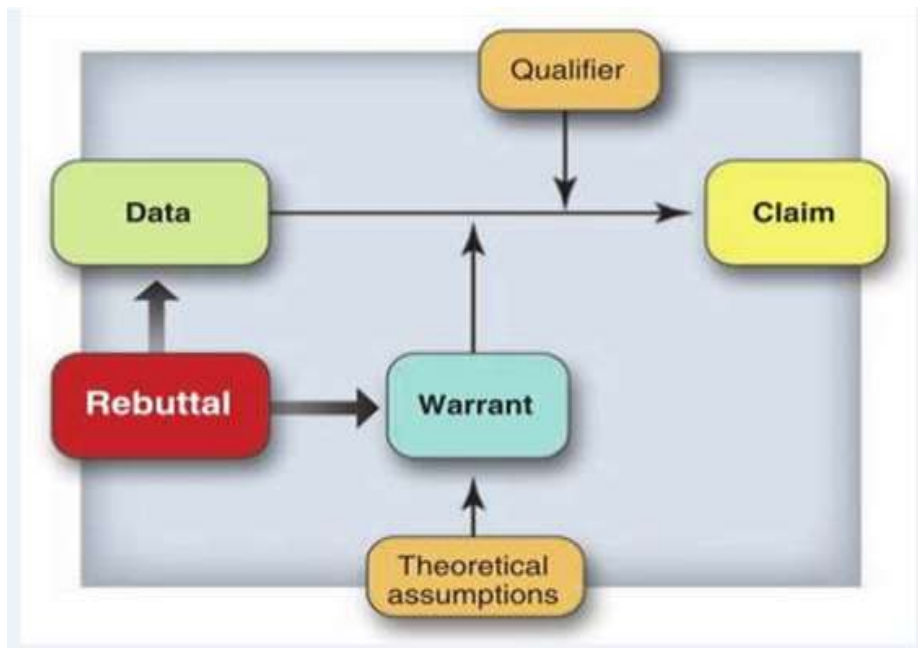 Qualifier
Data
Claim
Rebuttal
Warrant
Theoretical
assumptions